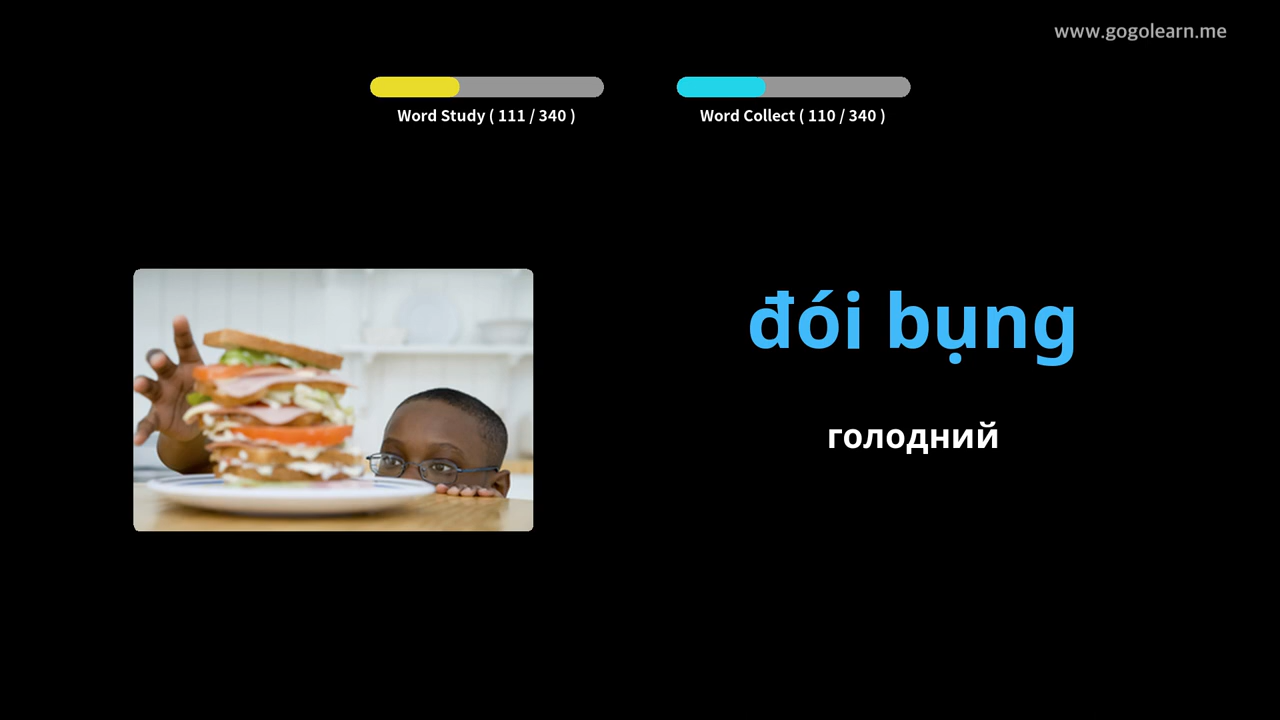 www.gogolearn.me
Word Study ( 111 / 340 )
Word Collect ( 110 / 340 )
đói bụng
голодний